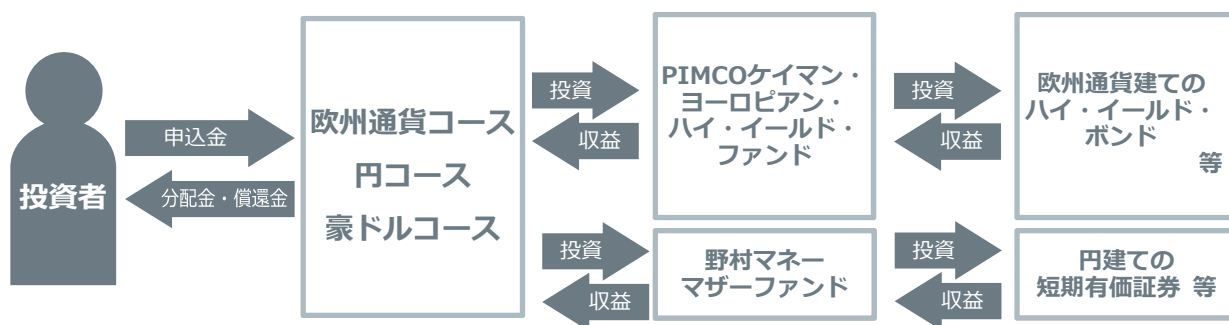 投資者
申込金
分配金・償還金
欧州通貨コース
円コース
豪ドルコース
投資
収益
PIMCOケイマン・
ヨーロピアン・
ハイ・イールド・
ファンド
投資
収益
欧州通貨建ての
ハイ・イールド・
ボンド
等
投資
収益
野村マネー
マザーファンド
投資
収益
円建ての
短期有価証券 等